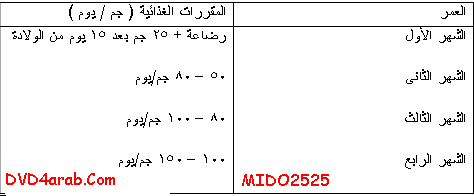 العمر المقررات الغذائية ( جم / يوم )
الشهر الأول رضاعة + ٢٥ جم بعد ١٥ يوم من الولادة
الشهر الثانى ٥٠ – ٨٠ جم/يوم
الشهر الثالث ٨٠ – ١٠٠ جم/يوم
الشهر الرابع ١٠٠ – ١٥٠ جم/يوم
DVD4arab.Com MIDO2525